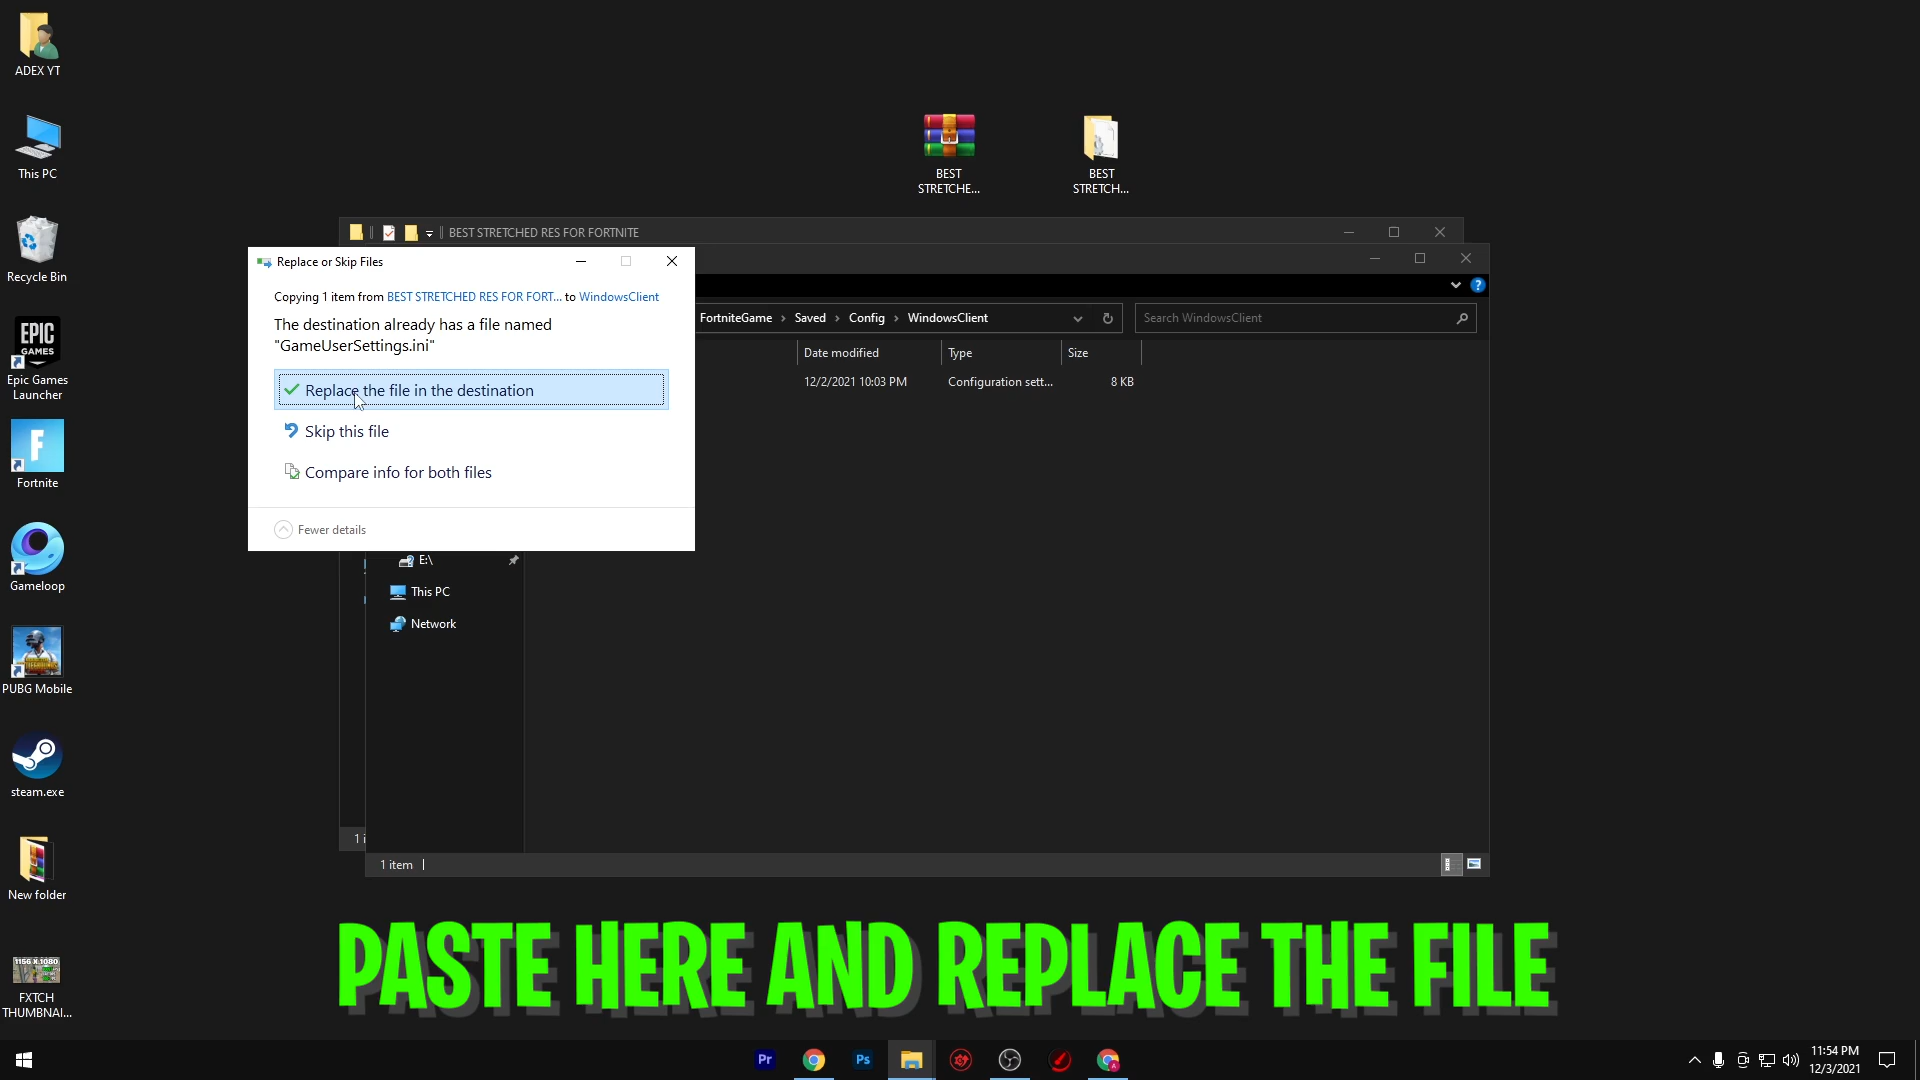 ADEX YT
This PC
Recycle Bin
EPIC
GAMES
Epic Games
Launcher
F
Fortnite
Gameloop
PUBG Mobile
steam.exe
New folder
1156 X 1080
FXTCH
THUMBNAI...
BEST
STRETCHE...
BEST
STRETCH...
BEST STRETCHED RES FOR FORTNITE
Replace or Skip Files
Copying 1 item from BEST STRETCHED RES FOR FORT... to WindowsClient
The destination already has a file named
"GameUserSettings.ini"
Replace the file in the destination
Skip this file
Compare info for both files
Fewer details
FortniteGame > Saved > Config > WindowsClient
Search WindowsClient
Date modified Type Size
12/2/2021 10:03 PM Configuration sett... 8 KB
E:\
This PC
Network
1 i
1 item
PASTE HERE AND REPLACE THE FILE
Pr
Ps
11:54 PM
12/3/2021